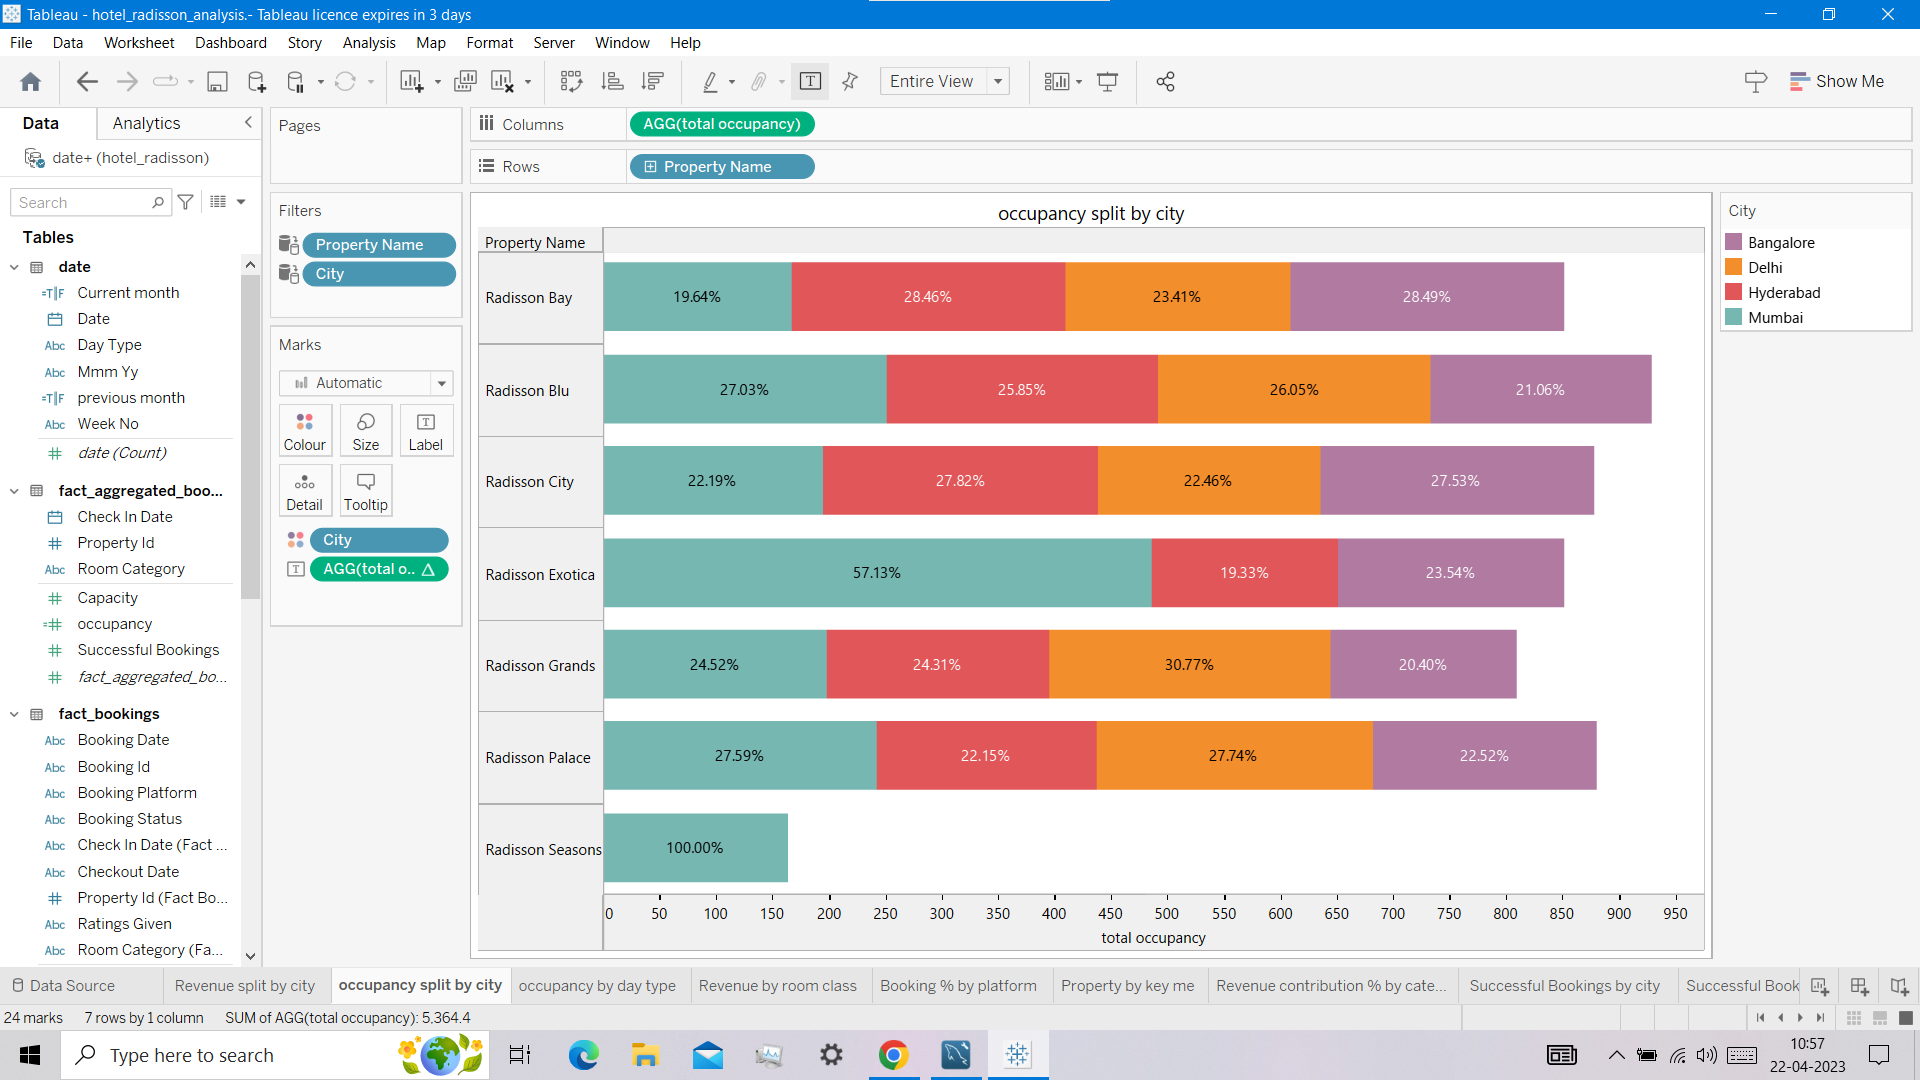 Tableau - hotel_radisson_analysis.- Tableau licence expires in 3 days
File Data Worksheet Dashboard Story Analysis Map Format Server Window Help
Entire View
Show Me
Data Analytics
date+ (hotel_radisson)
Search
Tables
date
=T|F Current month
Date
Abc Day Type
Abc Mmm Yy
=T|F previous month
Abc Week No
# date (Count)
fact_aggregated_boo...
Check In Date
# Property Id
Abc Room Category
# Capacity
=# occupancy
# Successful Bookings
# fact_aggregated_bo...
fact_bookings
Abc Booking Date
Abc Booking Id
Abc Booking Platform
Abc Booking Status
Abc Check In Date (Fact ...
Abc Checkout Date
# Property Id (Fact Bo...
Abc Ratings Given
Abc Room Category (Fa...
Pages
Filters
Property Name
City
Marks
Automatic
Colour Size Label
Detail Tooltip
City
AGG(total o.. △
Columns AGG(total occupancy)
Rows Property Name
occupancy split by city
Property Name
Radisson Bay 19.64% 28.46% 23.41% 28.49%
Radisson Blu 27.03% 25.85% 26.05% 21.06%
Radisson City 22.19% 27.82% 22.46% 27.53%
Radisson Exotica 57.13% 19.33% 23.54%
Radisson Grands 24.52% 24.31% 30.77% 20.40%
Radisson Palace 27.59% 22.15% 27.74% 22.52%
Radisson Seasons 100.00%
0 50 100 150 200 250 300 350 400 450 500 550 600 650 700 750 800 850 900 950
total occupancy
City
Bangalore
Delhi
Hyderabad
Mumbai
Data Source Revenue split by city occupancy split by city occupancy by day type Revenue by room class Booking % by platform Property by key me Revenue contribution % by cate... Successful Bookings by city Successful Book
24 marks 7 rows by 1 column SUM of AGG(total occupancy): 5,364.4
Type here to search
10:57
22-04-2023